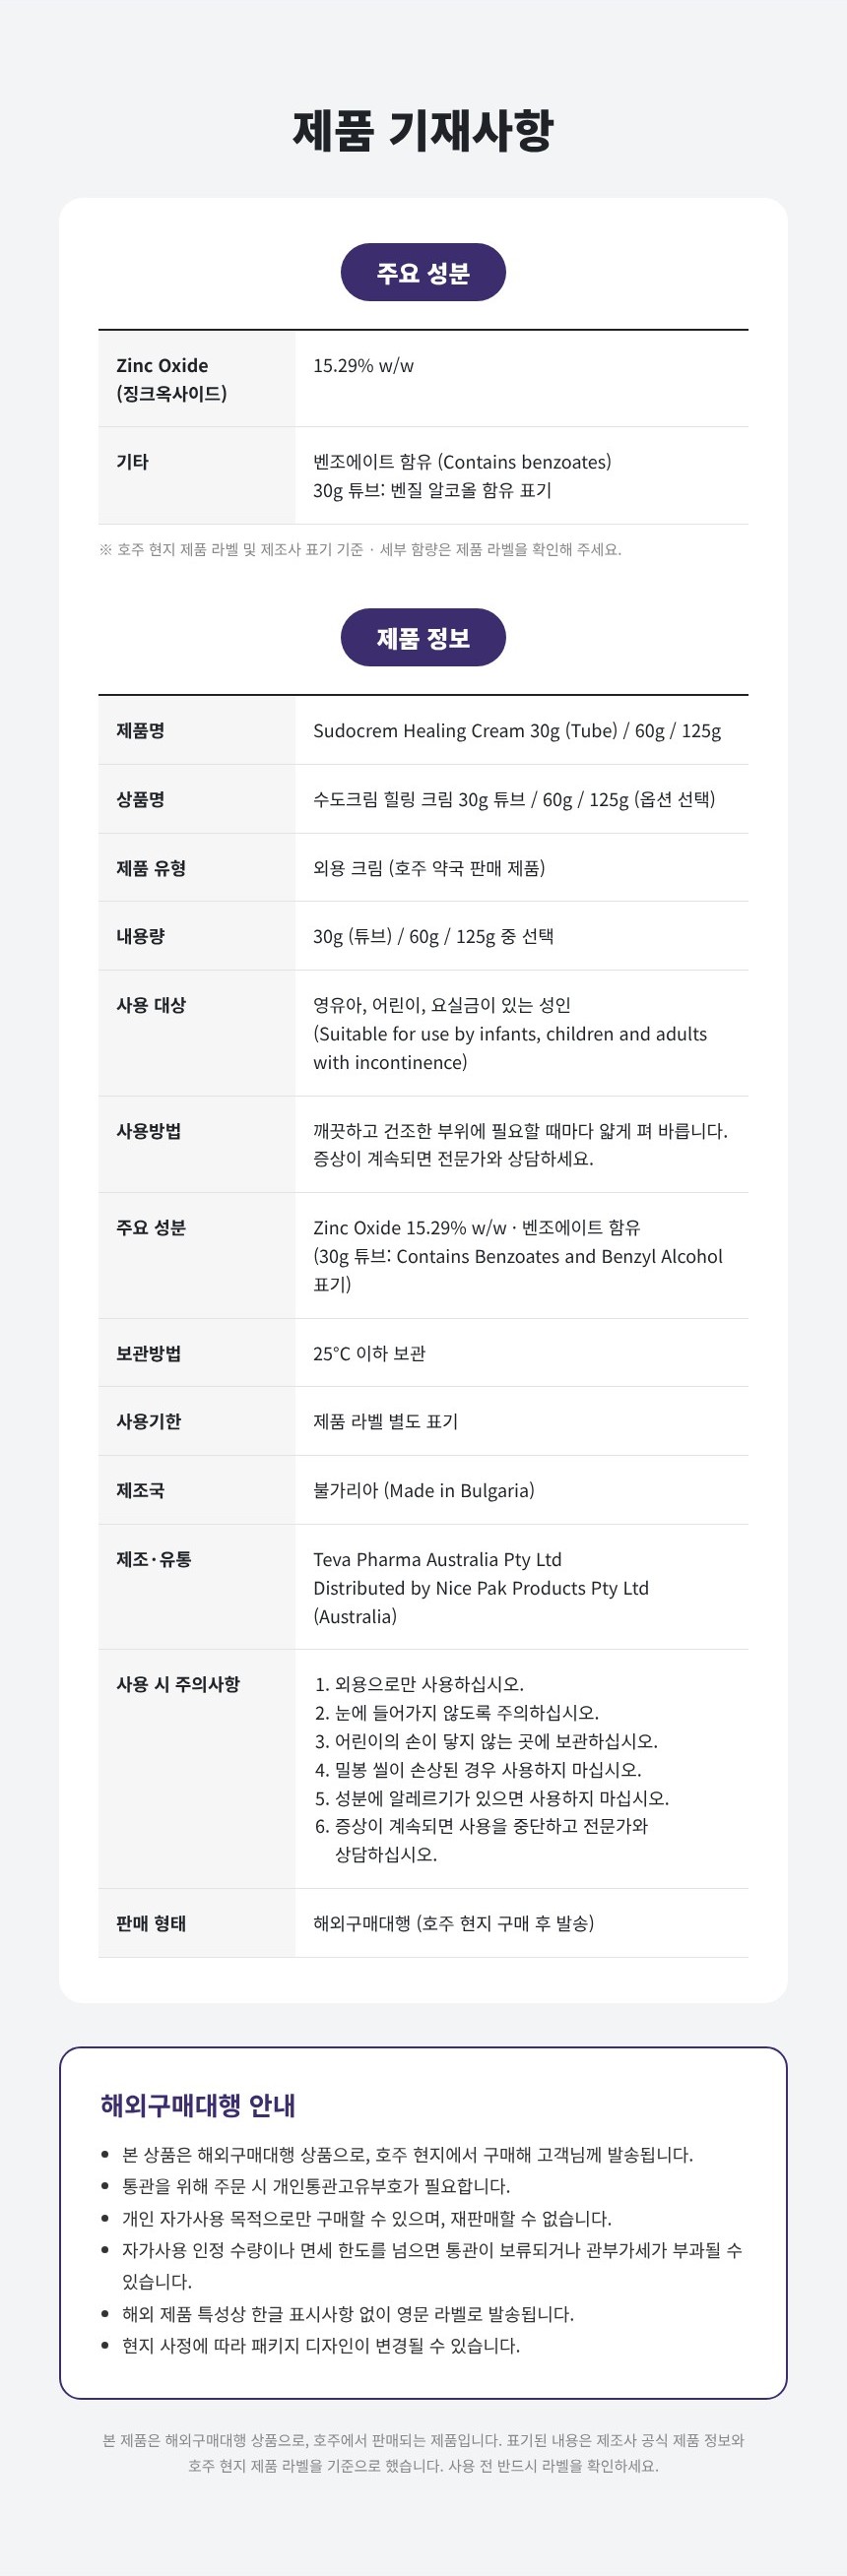 제품 기재사항
주요 성분
Zinc Oxide
(징크옥사이드)
15.29% w/w
기타
벤조에이트 함유 (Contains benzoates)
30g 튜브: 벤질 알코올 함유 표기
※ 호주 현지 제품 라벨 및 제조사 표기 기준 · 세부 함량은 제품 라벨을 확인해 주세요.
제품 정보
제품명
Sudocrem Healing Cream 30g (Tube) / 60g / 125g
상품명
수도크림 힐링 크림 30g 튜브 / 60g / 125g (옵션 선택)
제품 유형
외용 크림 (호주 약국 판매 제품)
내용량
30g (튜브) / 60g / 125g 중 선택
사용 대상
영유아, 어린이, 요실금이 있는 성인
(Suitable for use by infants, children and adults
with incontinence)
사용방법
깨끗하고 건조한 부위에 필요할 때마다 얇게 펴 바릅니다.
증상이 계속되면 전문가와 상담하세요.
주요 성분
Zinc Oxide 15.29% w/w · 벤조에이트 함유
(30g 튜브: Contains Benzoates and Benzyl Alcohol
표기)
보관방법
25°C 이하 보관
사용기한
제품 라벨 별도 표기
제조국
불가리아 (Made in Bulgaria)
제조·유통
Teva Pharma Australia Pty Ltd
Distributed by Nice Pak Products Pty Ltd
(Australia)
사용 시 주의사항
1. 외용으로만 사용하십시오.
2. 눈에 들어가지 않도록 주의하십시오.
3. 어린이의 손이 닿지 않는 곳에 보관하십시오.
4. 밀봉 씰이 손상된 경우 사용하지 마십시오.
5. 성분에 알레르기가 있으면 사용하지 마십시오.
6. 증상이 계속되면 사용을 중단하고 전문가와
상담하십시오.
판매 형태
해외구매대행 (호주 현지 구매 후 발송)
해외구매대행 안내
• 본 상품은 해외구매대행 상품으로, 호주 현지에서 구매해 고객님께 발송됩니다.
• 통관을 위해 주문 시 개인통관고유부호가 필요합니다.
• 개인 자가사용 목적으로만 구매할 수 있으며, 재판매할 수 없습니다.
• 자가사용 인정 수량이나 면세 한도를 넘으면 통관이 보류되거나 관부가세가 부과될 수
있습니다.
• 해외 제품 특성상 한글 표시사항 없이 영문 라벨로 발송됩니다.
• 현지 사정에 따라 패키지 디자인이 변경될 수 있습니다.
본 제품은 해외구매대행 상품으로, 호주에서 판매되는 제품입니다. 표기된 내용은 제조사 공식 제품 정보와
호주 현지 제품 라벨을 기준으로 했습니다. 사용 전 반드시 라벨을 확인하세요.